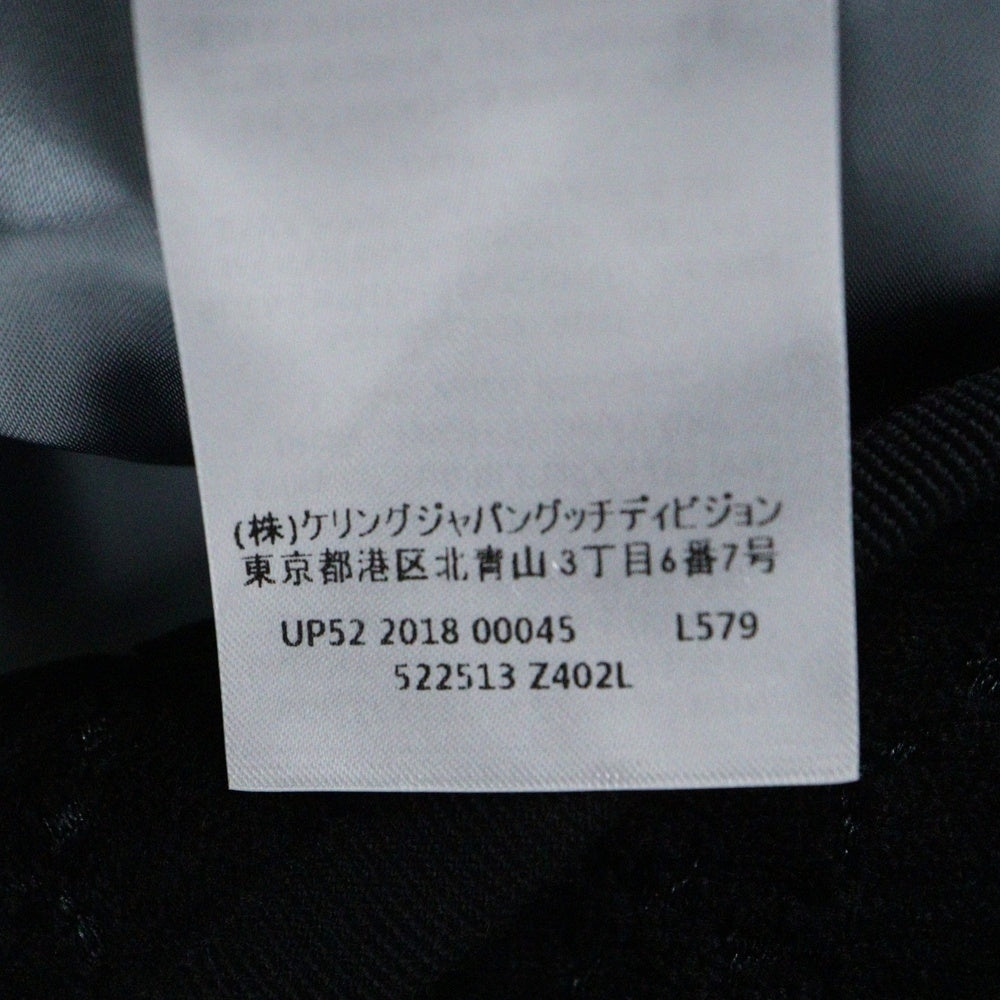 (株)ケリングジャパングッチディビジョン
東京都港区北青山3丁目6番7号
UP52 2018 00045 L579
522513 Z402L